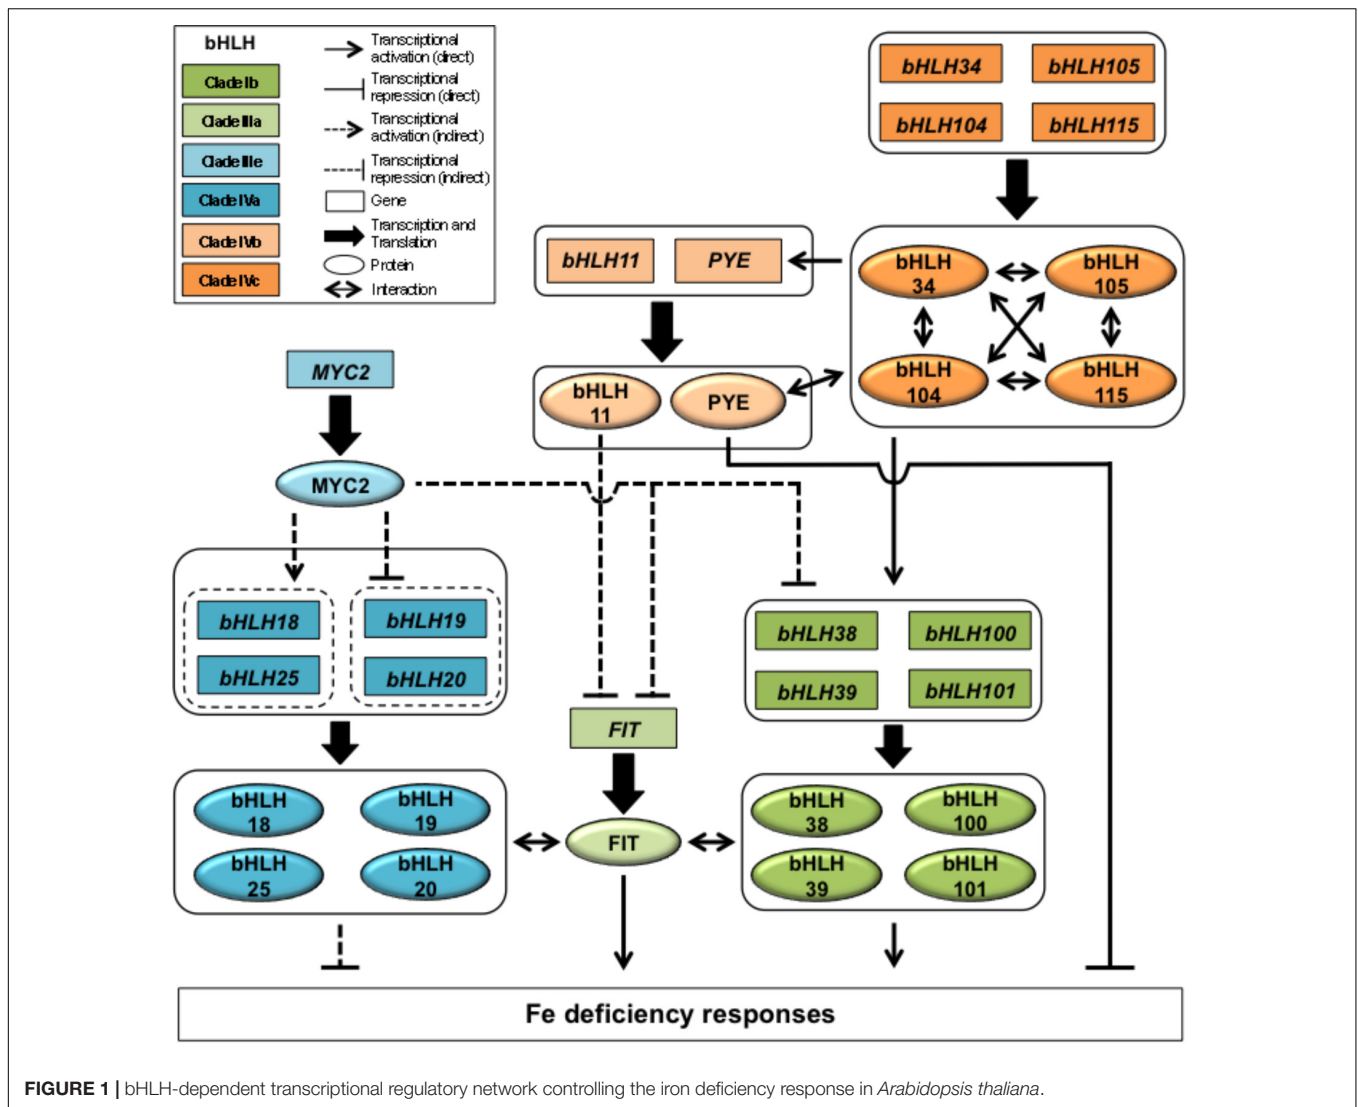 bHLH
Clade Ib
Clade IIIa
Clade IIIe
Clade IVa
Clade IVb
Clade IVc
Transcriptional
activation (direct)
Transcriptional
repression (direct)
Transcriptional
activation (indirect)
Transcriptional
repression (indirect)
Gene
Transcription and
Translation
Protein
Interaction
bHLH34
bHLH105
bHLH104
bHLH115
bHLH11
PYE
bHLH
34
bHLH
105
bHLH
104
bHLH
115
MYC2
bHLH
11
PYE
MYC2
bHLH18
bHLH19
bHLH25
bHLH20
bHLH38
bHLH100
bHLH39
bHLH101
FIT
bHLH
18
bHLH
19
bHLH
25
bHLH
20
FIT
bHLH
38
bHLH
100
bHLH
39
bHLH
101
Fe deficiency responses
FIGURE 1 | bHLH-dependent transcriptional regulatory network controlling the iron deficiency response in Arabidopsis thaliana.